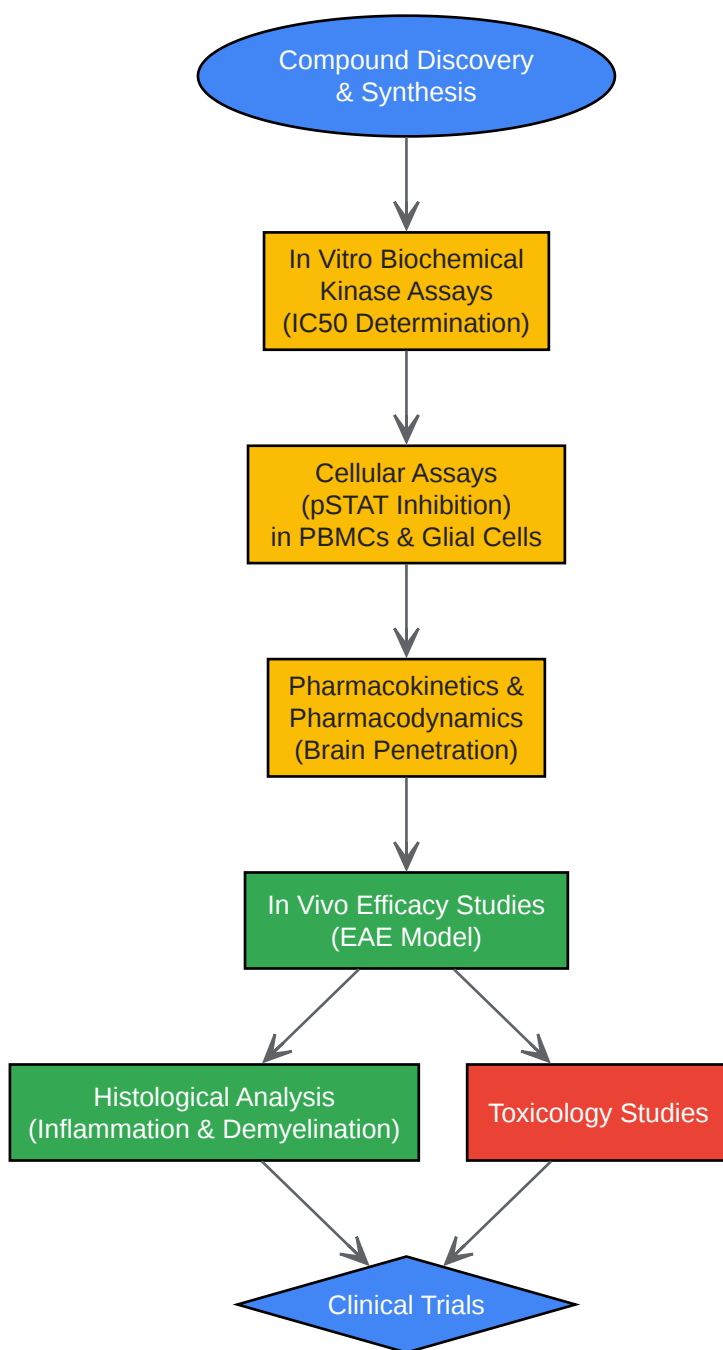 Compound Discovery
& Synthesis
In Vitro Biochemical
Kinase Assays
(IC50 Determination)
Cellular Assays
(pSTAT Inhibition)
in PBMCs & Glial Cells
Pharmacokinetics &
Pharmacodynamics
(Brain Penetration)
In Vivo Efficacy Studies
(EAE Model)
Histological Analysis
(Inflammation & Demyelination)
Toxicology Studies
Clinical Trials